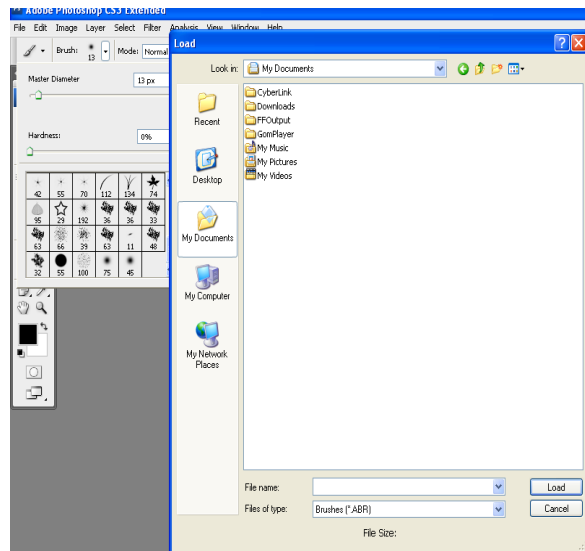 Adobe Photoshop CS3 Extended
File Edit Image Layer Select Filter Analysis View Window Help
Brush: 13 Mode: Normal
Master Diameter 13 px
Hardness: 0%
42 55 70 112 134 74
95 29 192 36 36 33
63 66 39 63 11 48
32 55 100 75 45
Load
Look in: My Documents
Recent
Desktop
My Documents
My Computer
My Network
Places
CyberLink
Downloads
FFOutput
GomPlayer
My Music
My Pictures
My Videos
File name: Load
Files of type: Brushes (*.ABR) Cancel
File Size: